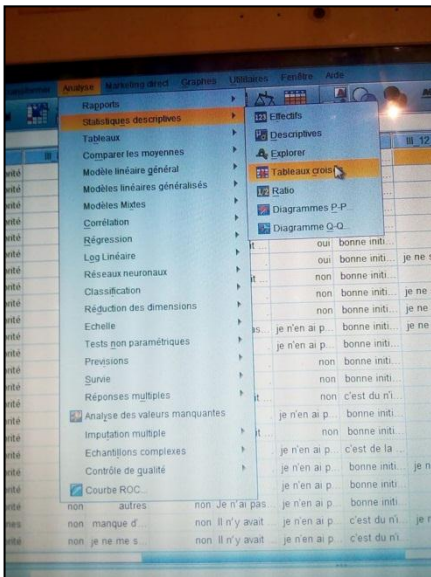 Analyse Marketing direct Graphes Utilitaires Fenêtre Aide
Rapports
Statistiques descriptives
Tableaux
Comparer les moyennes
Modèle linéaire général
Modèles linéaires généralisés
Modèles Mixtes
Corrélation
Régression
Log Linéaire
Réseaux neuronaux
Classification
Réduction des dimensions
Echelle
Tests non paramétriques
Prévisions
Survie
Réponses multiples
Analyse des valeurs manquantes
Imputation multiple
Echantillons complexes
Contrôle de qualité
Courbe ROC...
123 Effectifs
Descriptives
Explorer
Tableaux crois
1/2 Ratio
Diagrammes P-P
Diagramme Q-Q...
III_12
oui bonne initi...
oui bonne initi... je ne s
non bonne initi...
non bonne initi... je ne
non bonne initi... je ne
je n'en ai p... bonne initi... je ne
je n'en ai p... bonne initi...
non bonne initi...
non bonne initi...
non c'est du n'i...
je n'en ai p... bonne initi...
non bonne initi...
je n'en ai p... c'est de la ...
je n'en ai p... bonne initi... je n
je n'en ai p... bonne initi...
non autres non Je n'ai pas... je n'en ai p... bonne initi...
non manque d'... non Il n'y avait ... je n'en ai p... c'est du n'i...
non je ne me s... non Il n'y avait ... je n'en ai p... c'est du n'i...